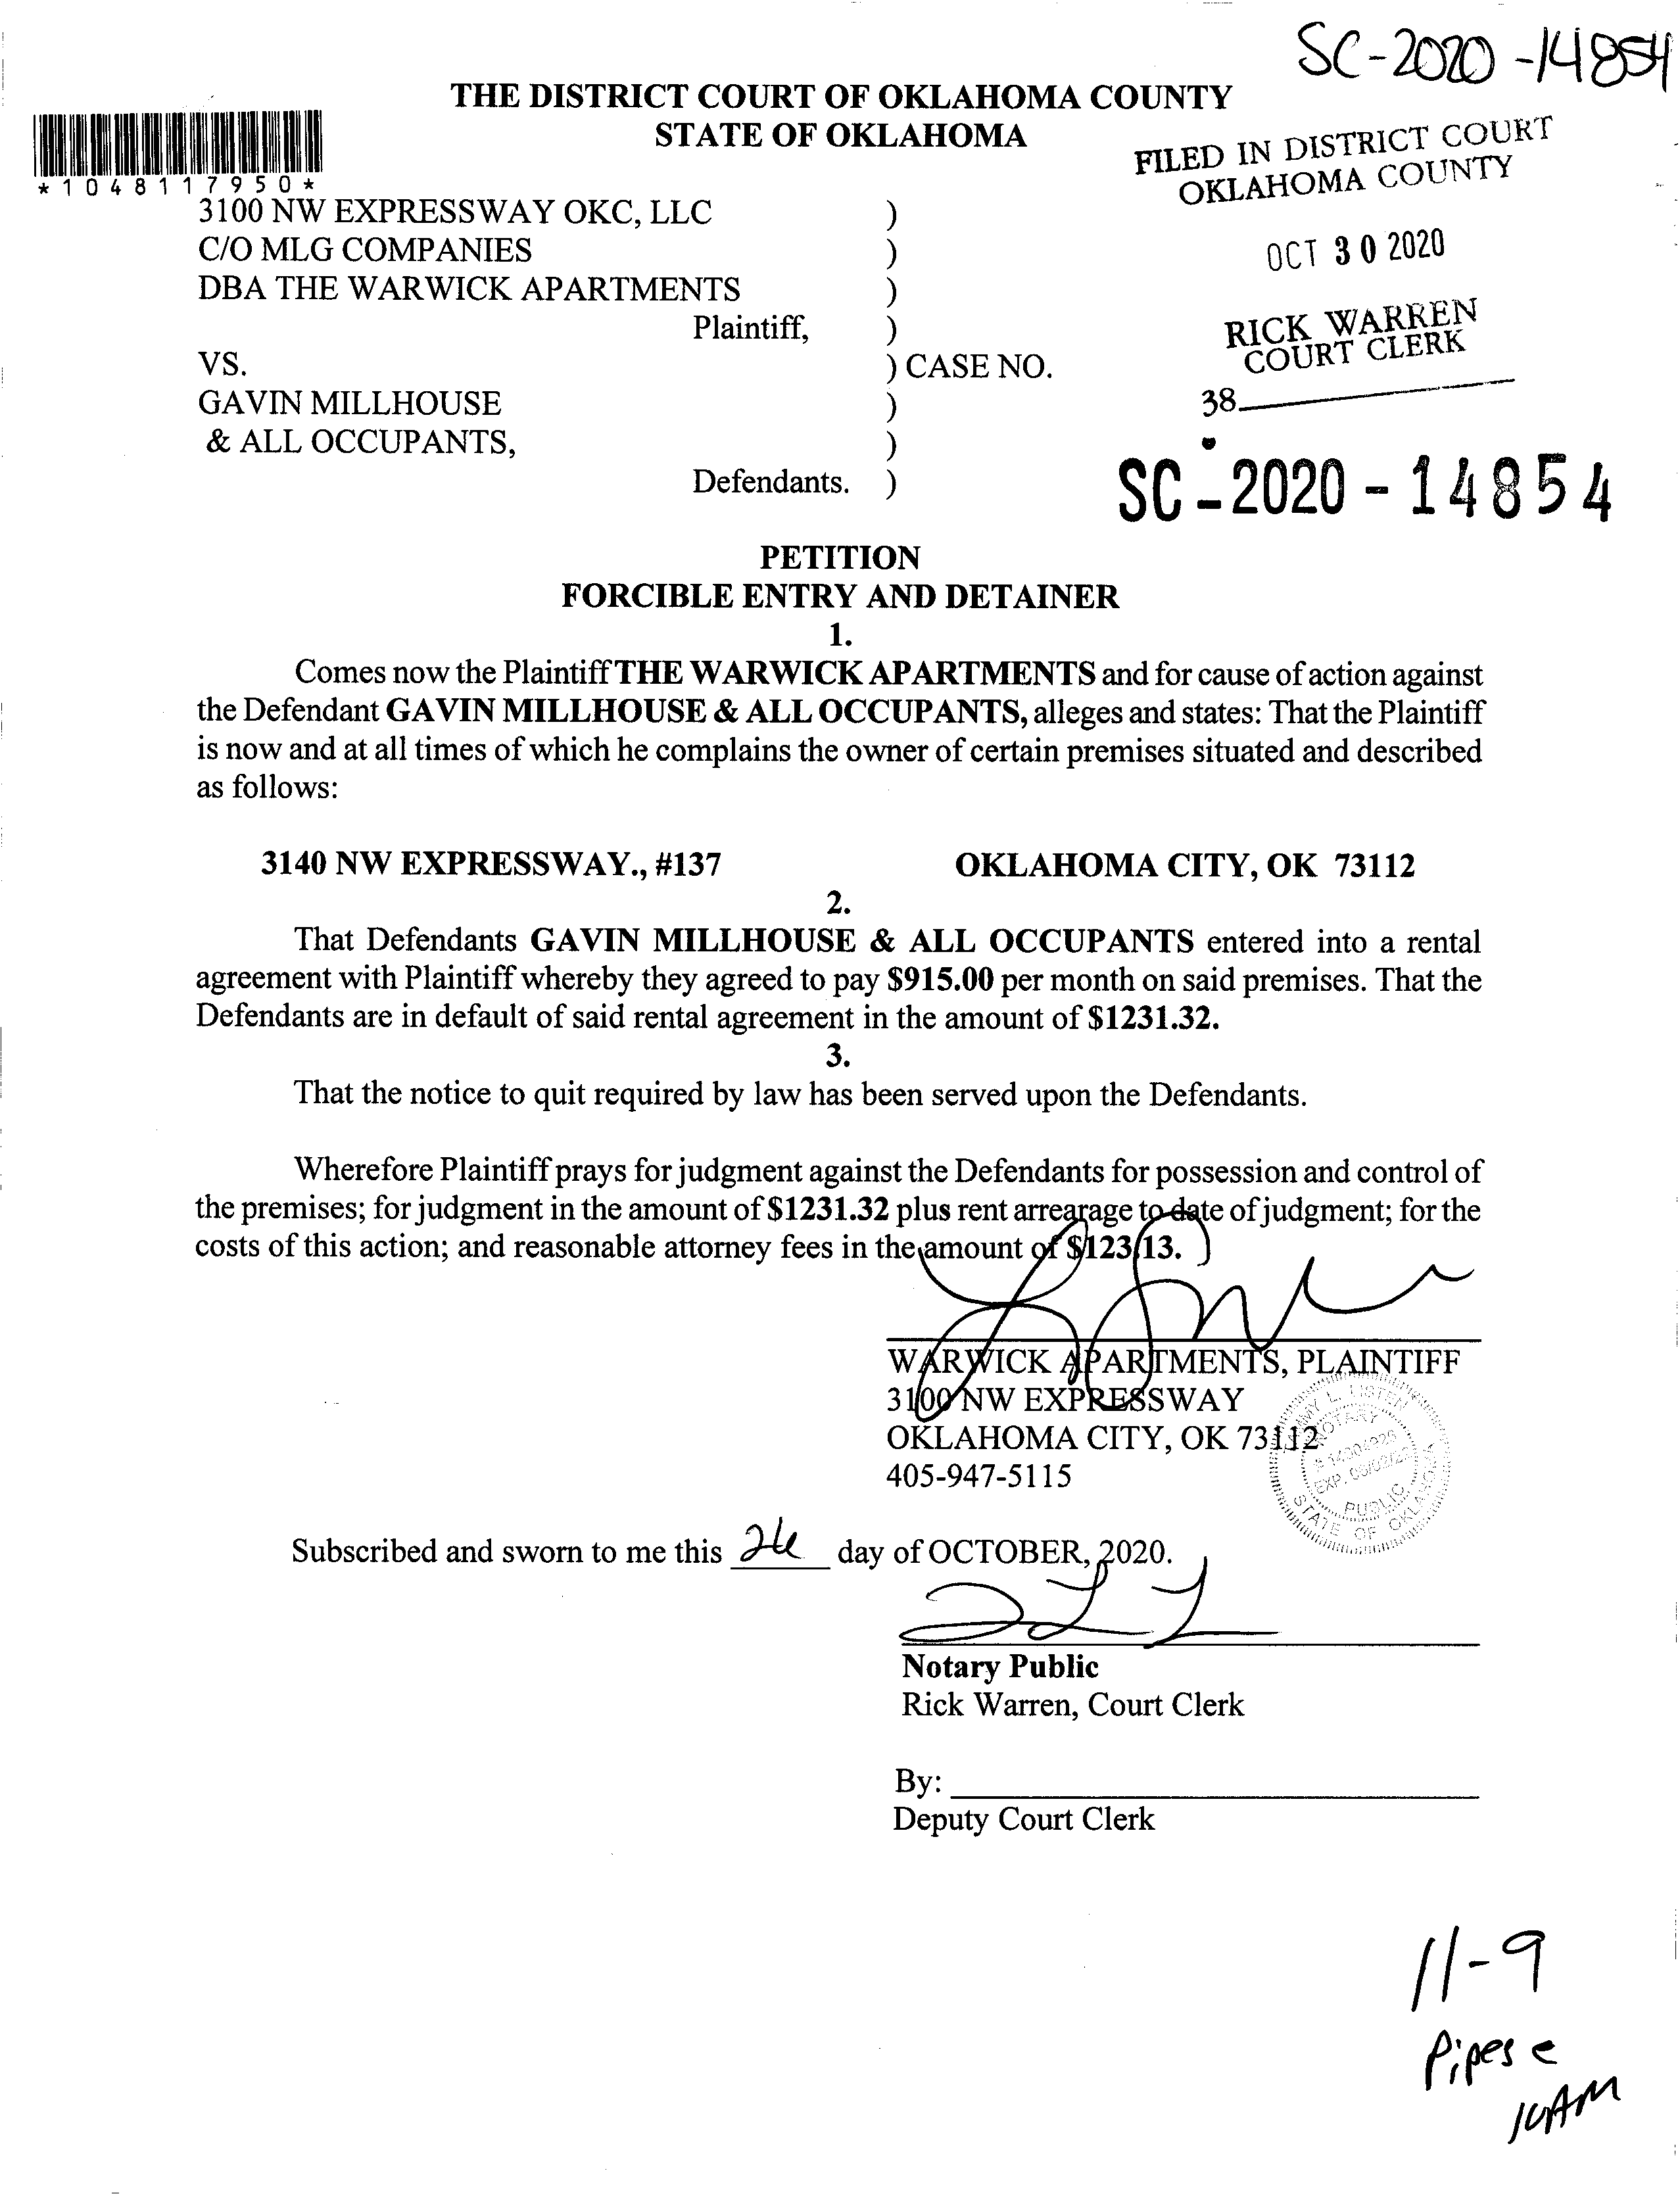 SC-2020-14854
THE DISTRICT COURT OF OKLAHOMA COUNTY
STATE OF OKLAHOMA
FILED IN DISTRICT COURT
OKLAHOMA COUNTY
*1048117950*
OCT 30 2020
RICK WARREN
COURT CLERK
38
3100 NW EXPRESSWAY OKC, LLC )
C/O MLG COMPANIES )
DBA THE WARWICK APARTMENTS )
Plaintiff, )
VS. ) CASE NO.
GAVIN MILLHOUSE )
& ALL OCCUPANTS, )
Defendants. )
SC-2020-14854
PETITION
FORCIBLE ENTRY AND DETAINER
1.
Comes now the Plaintiff THE WARWICK APARTMENTS and for cause of action against
the Defendant GAVIN MILLHOUSE & ALL OCCUPANTS, alleges and states: That the Plaintiff
is now and at all times of which he complains the owner of certain premises situated and described
as follows:
3140 NW EXPRESSWAY., #137 OKLAHOMA CITY, OK 73112
2.
That Defendants GAVIN MILLHOUSE & ALL OCCUPANTS entered into a rental
agreement with Plaintiff whereby they agreed to pay $915.00 per month on said premises. That the
Defendants are in default of said rental agreement in the amount of $1231.32.
3.
That the notice to quit required by law has been served upon the Defendants.
Wherefore Plaintiff prays for judgment against the Defendants for possession and control of
the premises; for judgment in the amount of $1231.32 plus rent arrearage to date of judgment; for the
costs of this action; and reasonable attorney fees in the amount of $123.13.
WARWICK APARTMENTS, PLAINTIFF
3100 NW EXPRESSWAY
OKLAHOMA CITY, OK 73112
405-947-5115
NOTARY
PUBLIC
STATE OF OKLAHOMA
Subscribed and sworn to me this 26 day of OCTOBER, 2020.
Notary Public
Rick Warren, Court Clerk
By:
Deputy Court Clerk
11-9
Pipes e
10AM